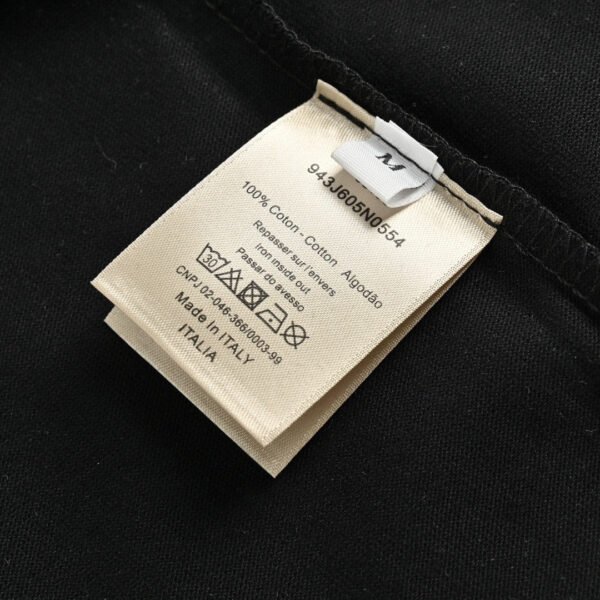 M
943J605N0554
100% Coton - Cotton Algodão
Repasser sur l'envers
Iron inside out
Passar do avesso
30
CNPJ 02-046-366/0003-99
Made In ITALY
ITALIA